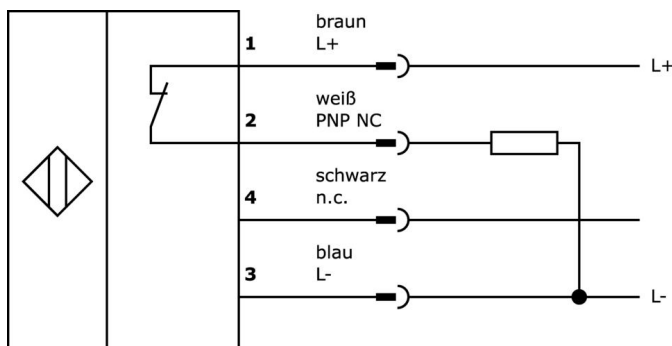 braun
1 L+
L+
weiß
2 PNP NC
schwarz
4 n.c.
blau
3 L-
L-